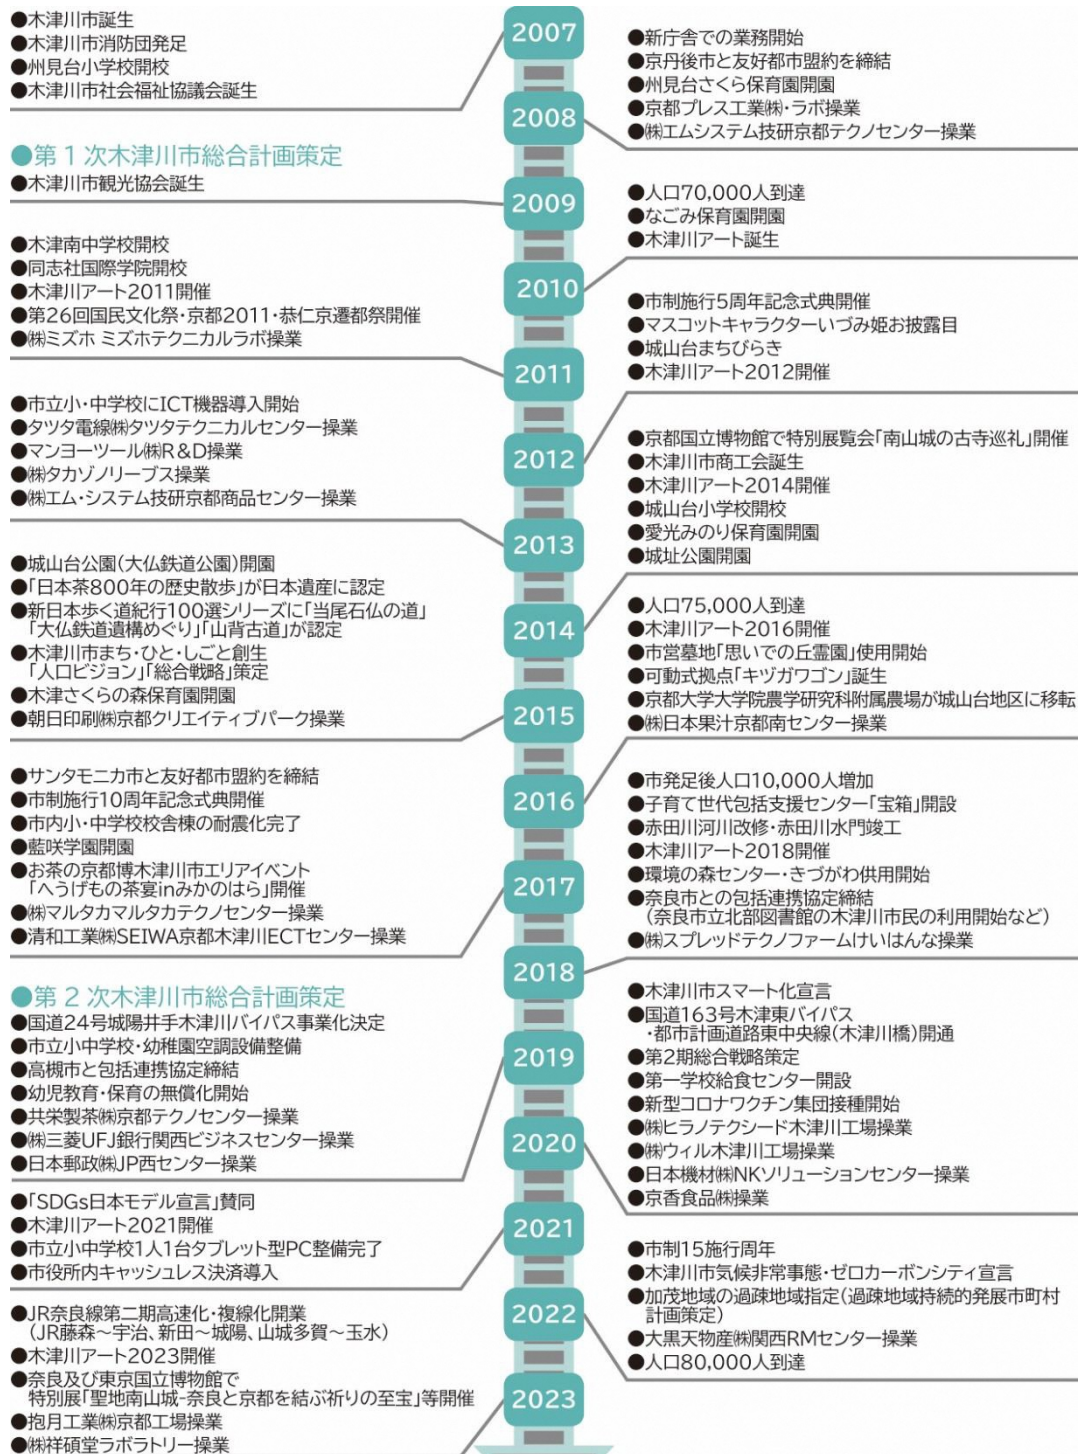 2007
●木津川市誕生
●木津川市消防団発足
●州見台小学校開校
●木津川市社会福祉協議会誕生
2008
●新庁舎での業務開始
●京丹後市と友好都市盟約を締結
●州見台さくら保育園開園
●京都プレス工業㈱・ラボ操業
●㈱エムシステム技研京都テクノセンター操業
●第1次木津川市総合計画策定
●木津川市観光協会誕生
2009
●人口70,000人到達
●なごみ保育園開園
●木津川アート誕生
2010
●木津南中学校開校
●同志社国際学院開校
●木津川アート2011開催
●第26回国民文化祭・京都2011・恭仁京遷都祭開催
●㈱ミズホ ミズホテクニカルラボ操業
2011
●市制施行5周年記念式典開催
●マスコットキャラクターいづみ姫お披露目
●城山台まちびらき
●木津川アート2012開催
2012
●市立小・中学校にICT機器導入開始
●タツタ電線㈱タツタテクニカルセンター操業
●マンヨーツール㈱R&D操業
●㈱タカゾノリーブス操業
●㈱エム・システム技研京都商品センター操業
2013
●京都国立博物館で特別展覧会「南山城の古寺巡礼」開催
●木津川市商工会誕生
●木津川アート2014開催
●城山台小学校開校
●愛光みのり保育園開園
●城址公園開園
2014
●城山台公園(大仏鉄道公園)開園
●「日本茶800年の歴史散歩」が日本遺産に認定
●新日本歩く道紀行100選シリーズに「当尾石仏の道」
「大仏鉄道遺構めぐり」「山背古道」が認定
●木津川市まち・ひと・しごと創生
「人口ビジョン」「総合戦略」策定
●木津さくらの森保育園開園
●朝日印刷㈱京都クリエイティブパーク操業
2015
●人口75,000人到達
●木津川アート2016開催
●市営墓地「思いでの丘霊園」使用開始
●可動式拠点「キヅガワゴン」誕生
●京都大学大学院農学研究科附属農場が城山台地区に移転
●㈱日本果汁京都南センター操業
2016
●サンタモニカ市と友好都市盟約を締結
●市制施行10周年記念式典開催
●市内小・中学校校舎棟の耐震化完了
●藍咲学園開園
●お茶の京都博木津川市エリアイベント
「へうげもの茶宴inみかのはら」開催
●㈱マルタカマルタカテクノセンター操業
●清和工業㈱SEIWA京都木津川ECTセンター操業
2017
●市発足後人口10,000人増加
●子育て世代包括支援センター「宝箱」開設
●赤田川河川改修・赤田川水門竣工
●木津川アート2018開催
●環境の森センター・きづがわ供用開始
●奈良市との包括連携協定締結
(奈良市立北部図書館の木津川市民の利用開始など)
●㈱スプレッドテクノファームけいはんな操業
2018
●第2次木津川市総合計画策定
●国道24号城陽井手木津川バイパス事業化決定
●市立小中学校・幼稚園空調設備整備
●高槻市と包括連携協定締結
●幼児教育・保育の無償化開始
●共栄製茶㈱京都テクノセンター操業
●㈱三菱UFJ銀行関西ビジネスセンター操業
●日本郵政㈱JP西センター操業
2019
●木津川市スマート化宣言
●国道163号木津東バイパス
・都市計画道路東中央線(木津川橋)開通
●第2期総合戦略策定
●第一学校給食センター開設
●新型コロナワクチン集団接種開始
●㈱ヒラノテクシード木津川工場操業
●㈱ウィル木津川工場操業
●日本機材㈱NKソリューションセンター操業
●京香食品㈱操業
2020
●「SDGs日本モデル宣言」賛同
●木津川アート2021開催
●市立小中学校1人1台タブレット型PC整備完了
●市役所内キャッシュレス決済導入
2021
●市制15施行周年
●木津川市気候非常事態・ゼロカーボンシティ宣言
●加茂地域の過疎地域指定(過疎地域持続的発展市町村
計画策定)
●大黒天物産㈱関西RMセンター操業
●人口80,000人到達
2022
●JR奈良線第二期高速化・複線化開業
(JR藤森～宇治、新田～城陽、山城多賀～玉水)
●木津川アート2023開催
●奈良及び東京国立博物館で
特別展「聖地南山城-奈良と京都を結ぶ祈りの至宝」等開催
●抱月工業㈱京都工場操業
●㈱祥碩堂ラボラトリー操業
2023